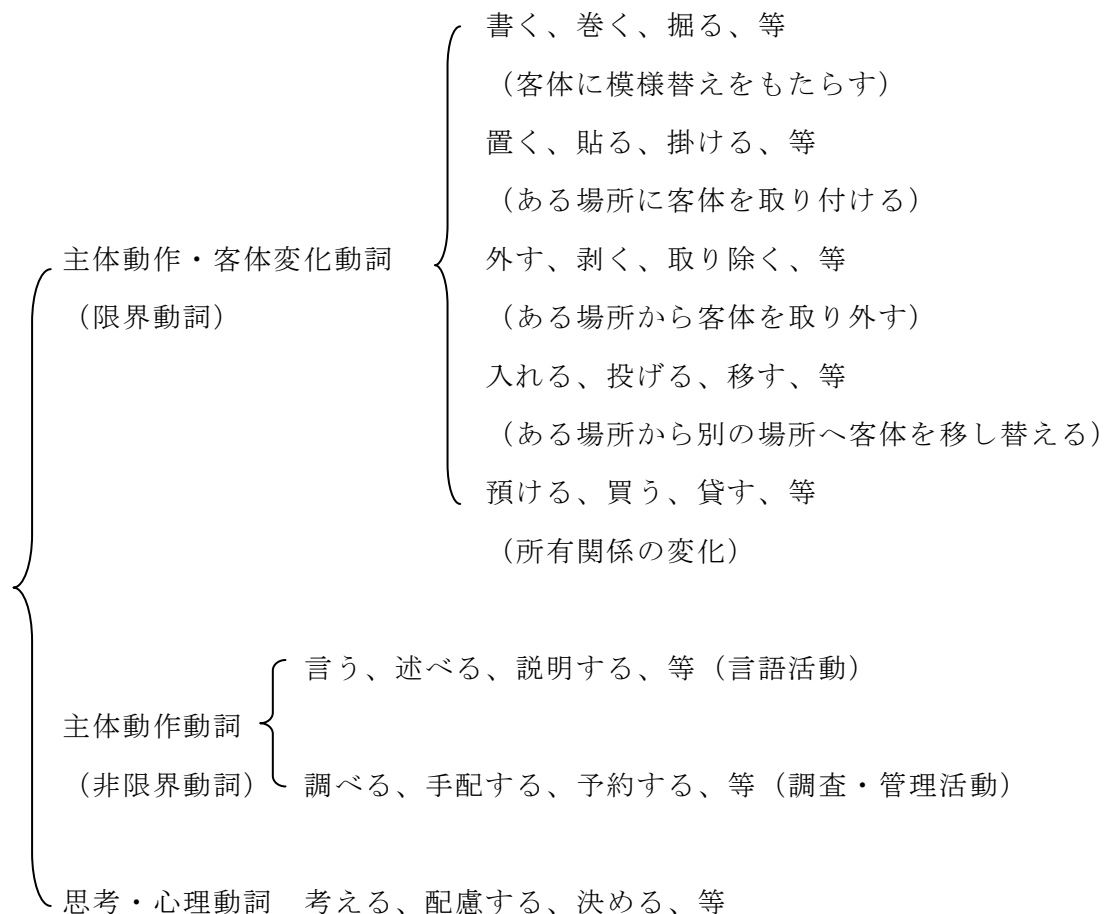 書く、巻く、掘る、等
（客体に模様替えをもたらす）
置く、貼る、掛ける、等
（ある場所に客体を取り付ける）
主体動作・客体変化動詞
外す、剥く、取り除く、等
（限界動詞）
（ある場所から客体を取り外す）
入れる、投げる、移す、等
（ある場所から別の場所へ客体を移し替える）
預ける、買う、貸す、等
（所有関係の変化）
言う、述べる、説明する、等（言語活動）
主体動作動詞
（非限界動詞）
調べる、手配する、予約する、等（調査・管理活動）
思考・心理動詞　考える、配慮する、決める、等